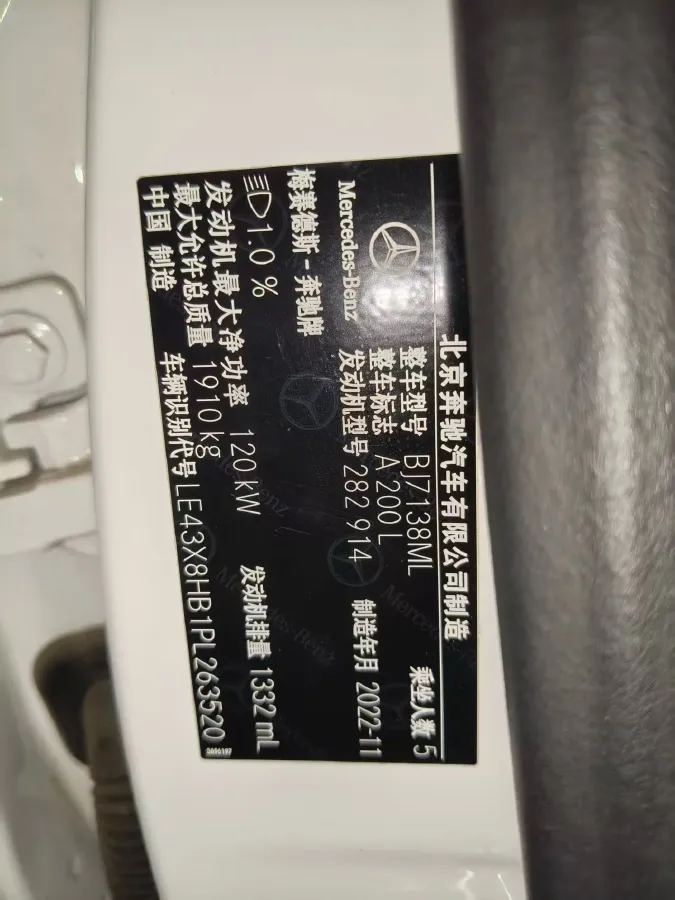 北京奔驰汽车有限公司制造
整车型号 BJ7138ML 乘坐人数 5
整车标志 A 200 L
Mercedes-Benz 发动机型号 282 914 制造年月 2022-11
梅赛德斯-奔驰牌
1.0 %
发动机最大净功率 120 kW 发动机排量 1332 mL
最大允许总质量 1910 kg
中国 制造 车辆识别代号 LE43X8HB1PL263520